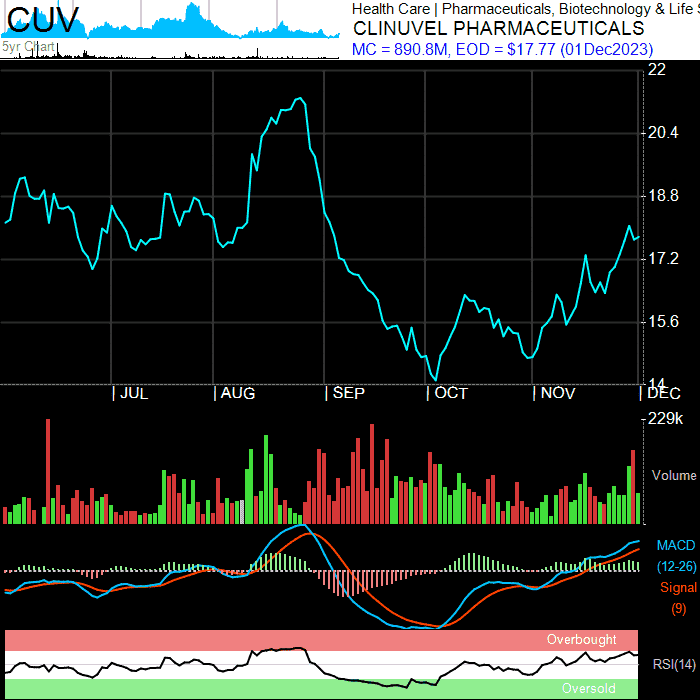 CUV
5yr Chart
Health Care | Pharmaceuticals, Biotechnology & Life S
CLINUVEL PHARMACEUTICALS
MC = 890.8M, EOD = $17.77 (01Dec2023)
22
20.4
18.8
17.2
15.6
14
| JUL | AUG | SEP | OCT | NOV | DEC
229k
Volume
MACD
(12-26)
Signal
(9)
Overbought
RSI(14)
Oversold